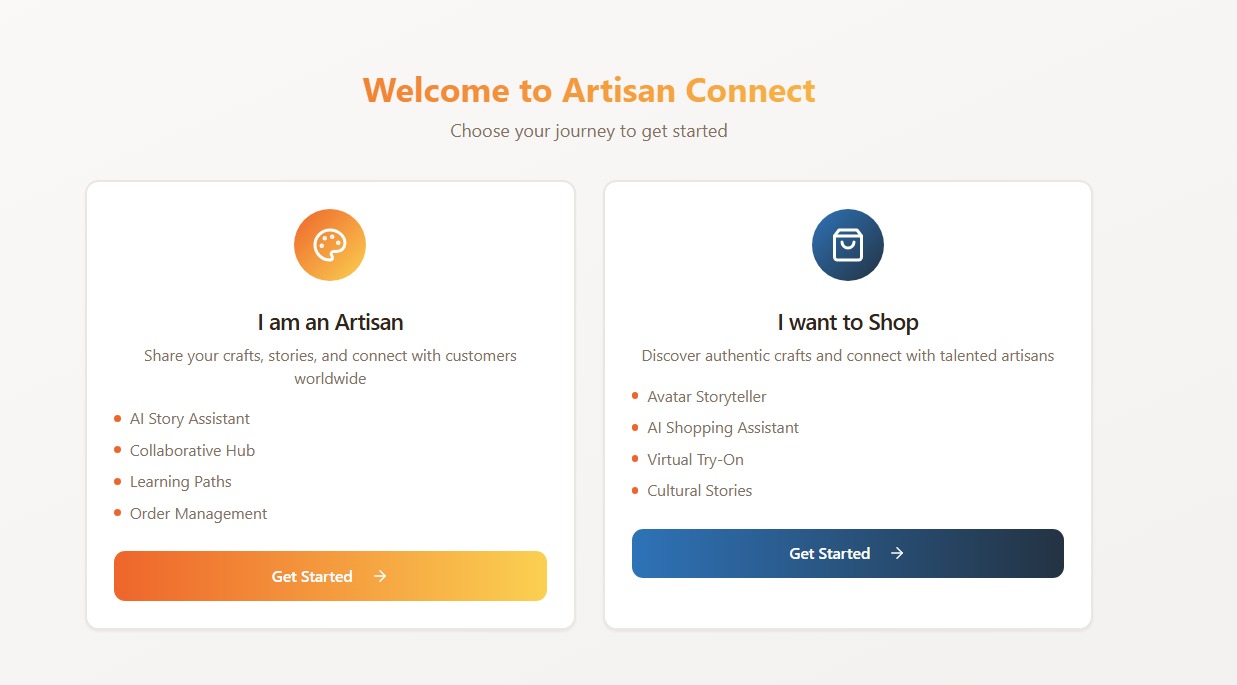 Welcome to Artisan Connect
Choose your journey to get started
I am an Artisan
Share your crafts, stories, and connect with customers
worldwide
AI Story Assistant
Collaborative Hub
Learning Paths
Order Management
Get Started
I want to Shop
Discover authentic crafts and connect with talented artisans
Avatar Storyteller
AI Shopping Assistant
Virtual Try-On
Cultural Stories
Get Started